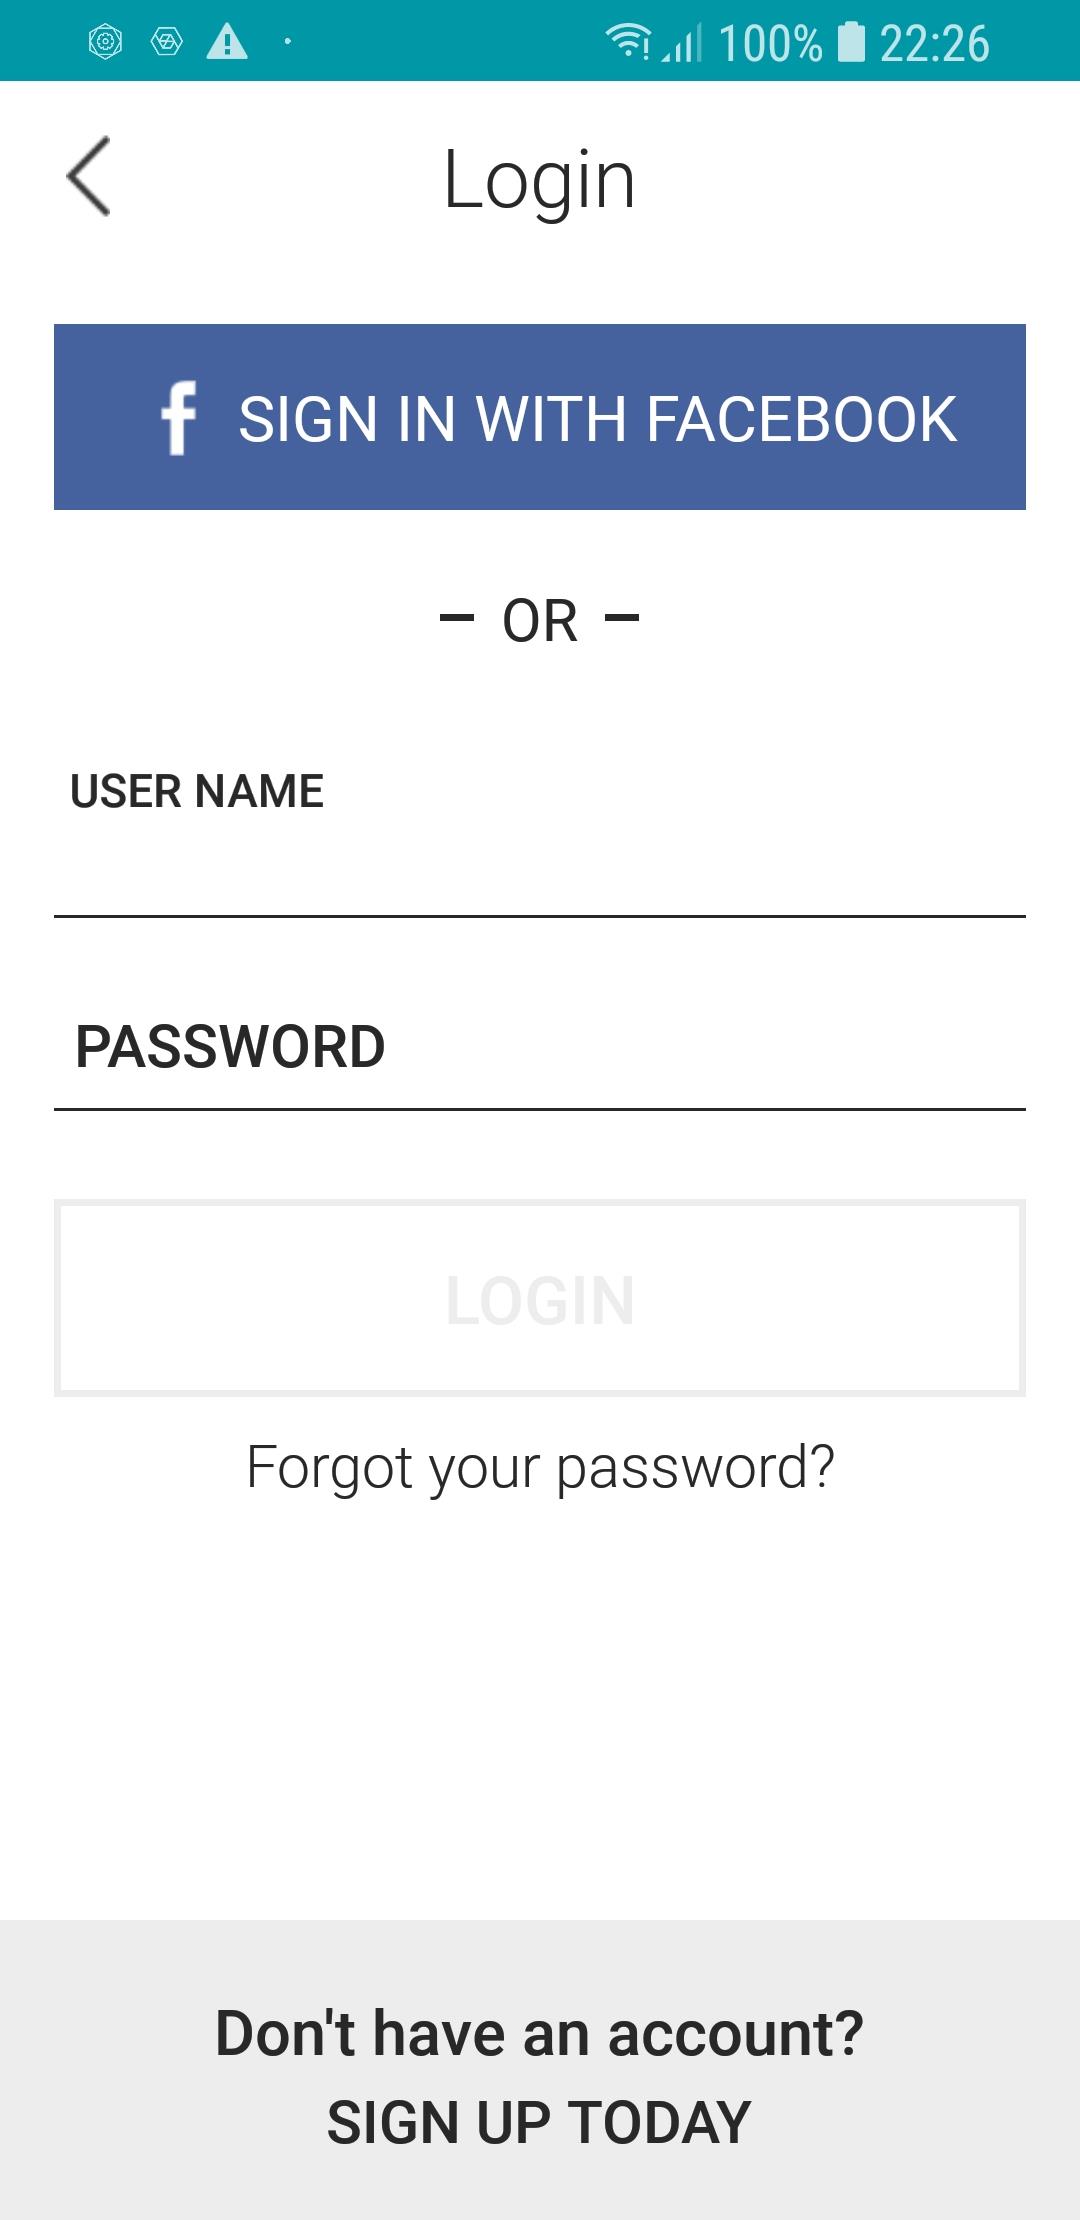 100% 22:26
Login
f SIGN IN WITH FACEBOOK
– OR –
USER NAME
PASSWORD
LOGIN
Forgot your password?
Don't have an account?
SIGN UP TODAY